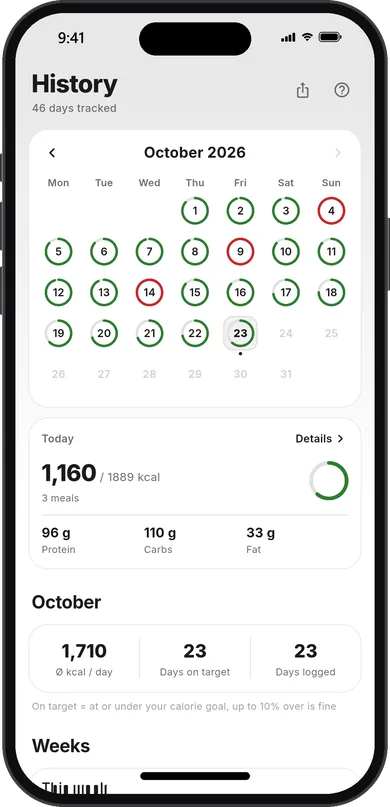 9:41
History
46 days tracked
October 2026
Mon Tue Wed Thu Fri Sat Sun
1 2 3 4
5 6 7 8 9 10 11
12 13 14 15 16 17 18
19 20 21 22 23 24 25
26 27 28 29 30 31
Today Details
1,160 / 1889 kcal
3 meals
96 g 110 g 33 g
Protein Carbs Fat
October
1,710 23 23
Ø kcal / day Days on target Days logged
On target = at or under your calorie goal, up to 10% over is fine
Weeks